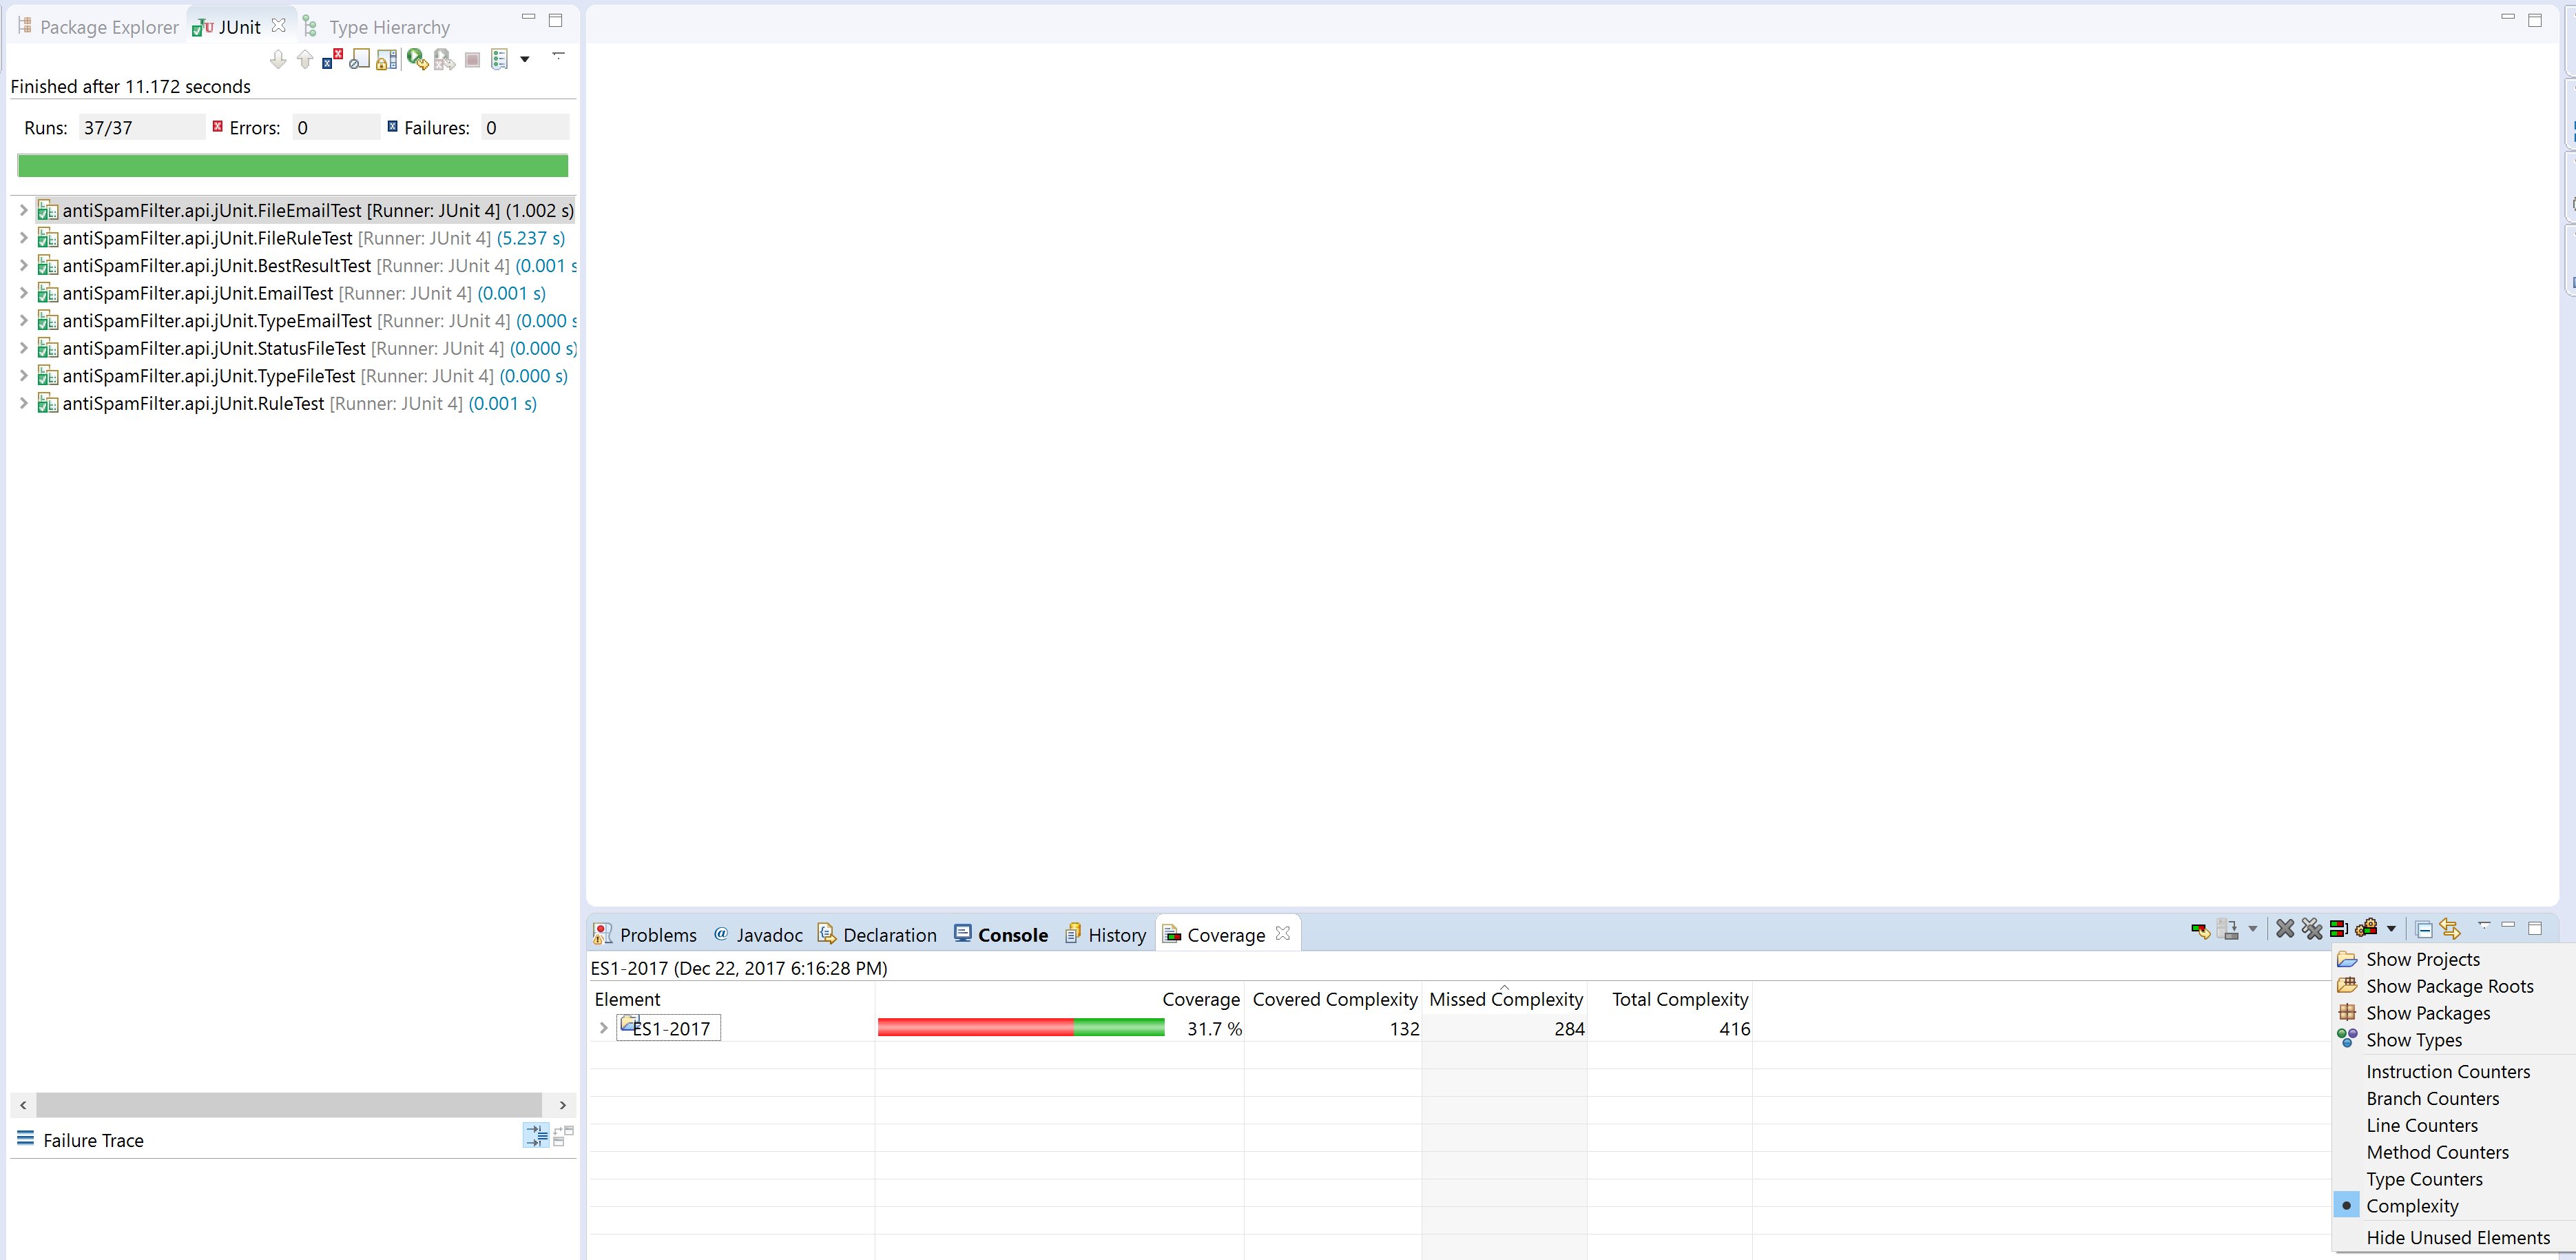 Package Explorer JUnit Type Hierarchy
Finished after 11.172 seconds
Runs: 37/37 Errors: 0 Failures: 0
antiSpamFilter.api.jUnit.FileEmailTest [Runner: JUnit 4] (1.002 s)
antiSpamFilter.api.jUnit.FileRuleTest [Runner: JUnit 4] (5.237 s)
antiSpamFilter.api.jUnit.BestResultTest [Runner: JUnit 4] (0.001 s
antiSpamFilter.api.jUnit.EmailTest [Runner: JUnit 4] (0.001 s)
antiSpamFilter.api.jUnit.TypeEmailTest [Runner: JUnit 4] (0.000 s
antiSpamFilter.api.jUnit.StatusFileTest [Runner: JUnit 4] (0.000 s)
antiSpamFilter.api.jUnit.TypeFileTest [Runner: JUnit 4] (0.000 s)
antiSpamFilter.api.jUnit.RuleTest [Runner: JUnit 4] (0.001 s)
Failure Trace
Problems @ Javadoc Declaration Console History Coverage
ES1-2017 (Dec 22, 2017 6:16:28 PM)
Element Coverage Covered Complexity Missed Complexity Total Complexity
ES1-2017 31.7 % 132 284 416
Show Projects
Show Package Roots
Show Packages
Show Types
Instruction Counters
Branch Counters
Line Counters
Method Counters
Type Counters
Complexity
Hide Unused Elements